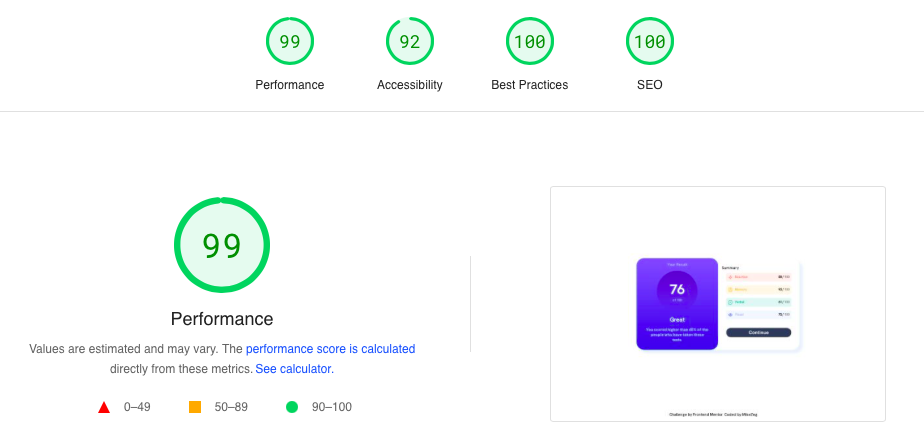 99 92 100 100
Performance Accessibility Best Practices SEO
99
Performance
Values are estimated and may vary. The performance score is calculated
directly from these metrics. See calculator.
0–49 50–89 90–100
Your Result
76
of 100
Great
You scored higher than 65% of the
people who have taken these
tests.
Summary
Reaction 80/100
Memory 92/100
Verbal 61/100
Visual 72/100
Continue
Challenge by Frontend Mentor. Coded by